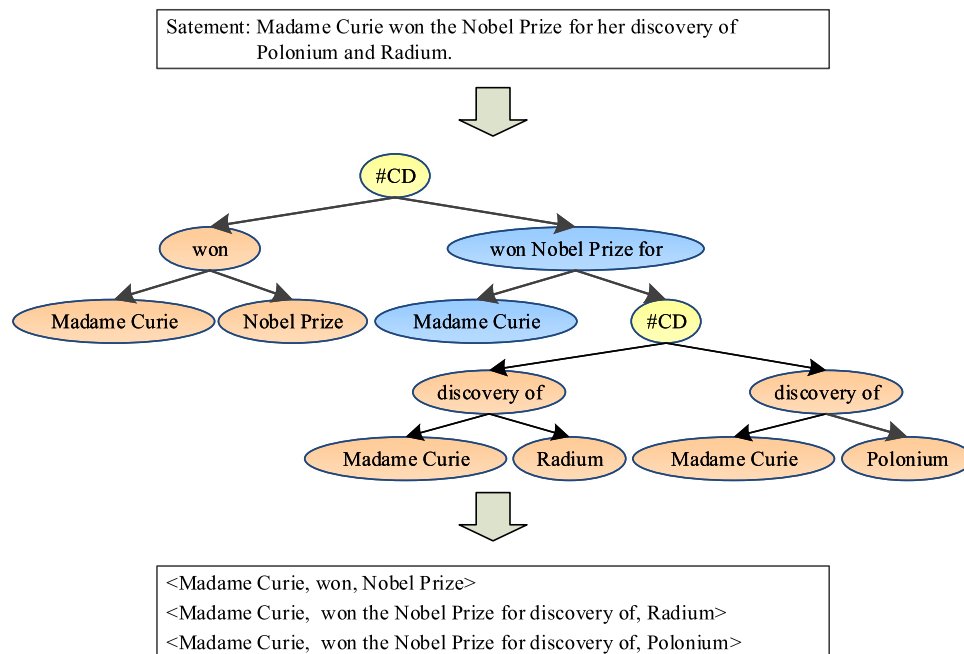 Satement: Madame Curie won the Nobel Prize for her discovery of
Polonium and Radium.
#CD
won
won Nobel Prize for
Madame Curie
Nobel Prize
Madame Curie
#CD
discovery of
discovery of
Madame Curie
Radium
Madame Curie
Polonium
<Madame Curie, won, Nobel Prize>
<Madame Curie,  won the Nobel Prize for discovery of, Radium>
<Madame Curie,  won the Nobel Prize for discovery of, Polonium>